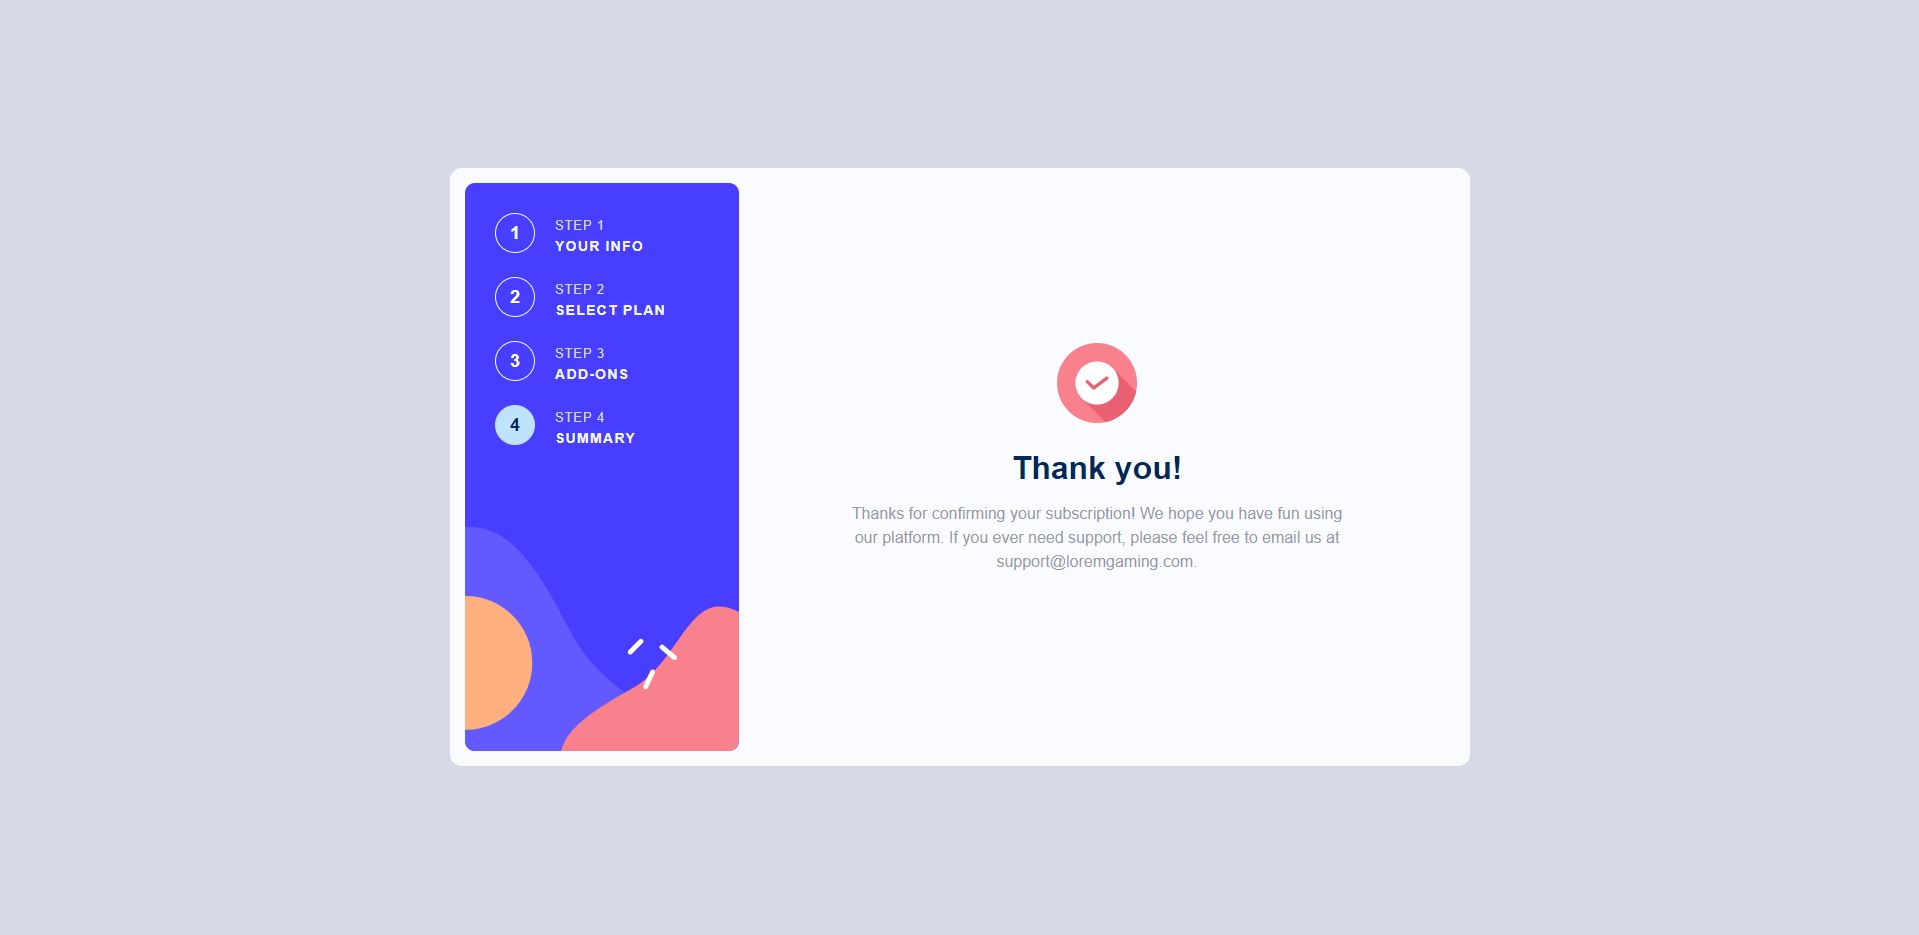 1
STEP 1
YOUR INFO
2
STEP 2
SELECT PLAN
3
STEP 3
ADD-ONS
4
STEP 4
SUMMARY
Thank you!
Thanks for confirming your subscription! We hope you have fun using
our platform. If you ever need support, please feel free to email us at
support@loremgaming.com.